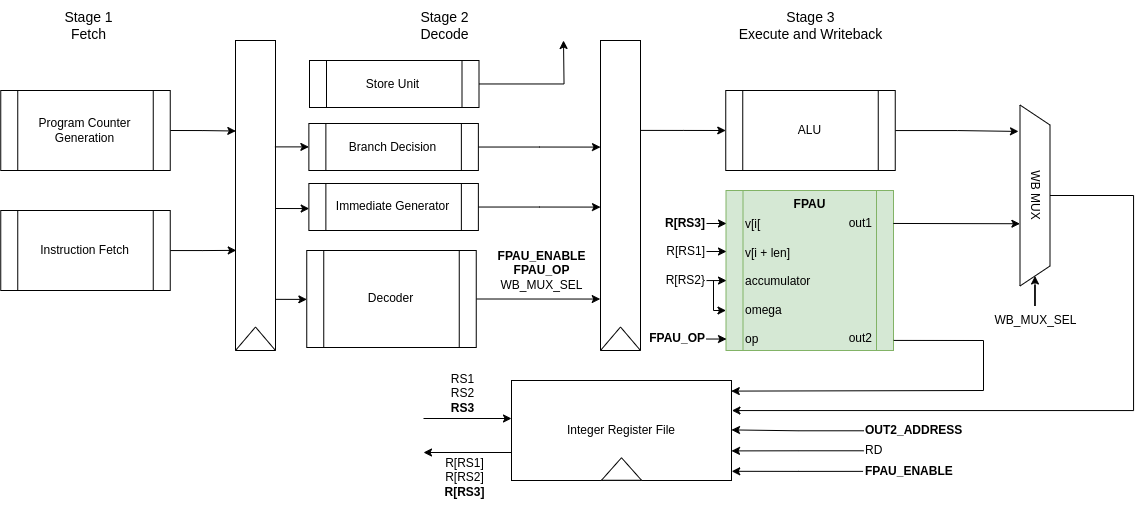 Stage 1
Fetch
Stage 2
Decode
Stage 3
Execute and Writeback
Program Counter
Generation
Instruction Fetch
Store Unit
Branch Decision
Immediate Generator
Decoder
FPAU_ENABLE
FPAU_OP
WB_MUX_SEL
ALU
FPAU
R[RS3]
v[i[
out1
R[RS1]
v[i + len]
R[RS2}
accumulator
omega
FPAU_OP
op
out2
WB MUX
WB_MUX_SEL
RS1
RS2
RS3
Integer Register File
R[RS1]
R[RS2]
R[RS3]
OUT2_ADDRESS
RD
FPAU_ENABLE